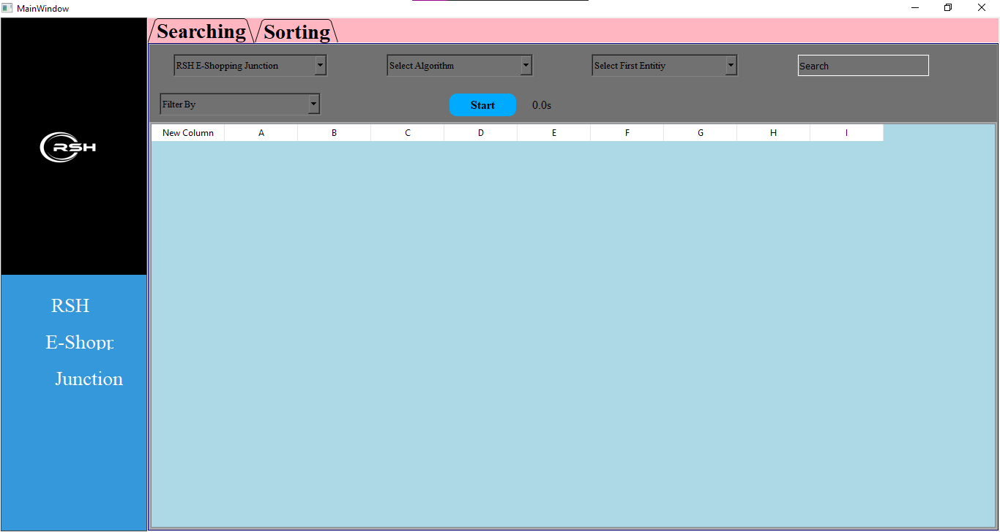 MainWindow
Searching Sorting
RSH E-Shopping Junction Select Algorithm Select First Entitiy Search
Filter By Start 0.0s
New Column A B C D E F G H I
RSH
RSH
E-Shopp
Junction